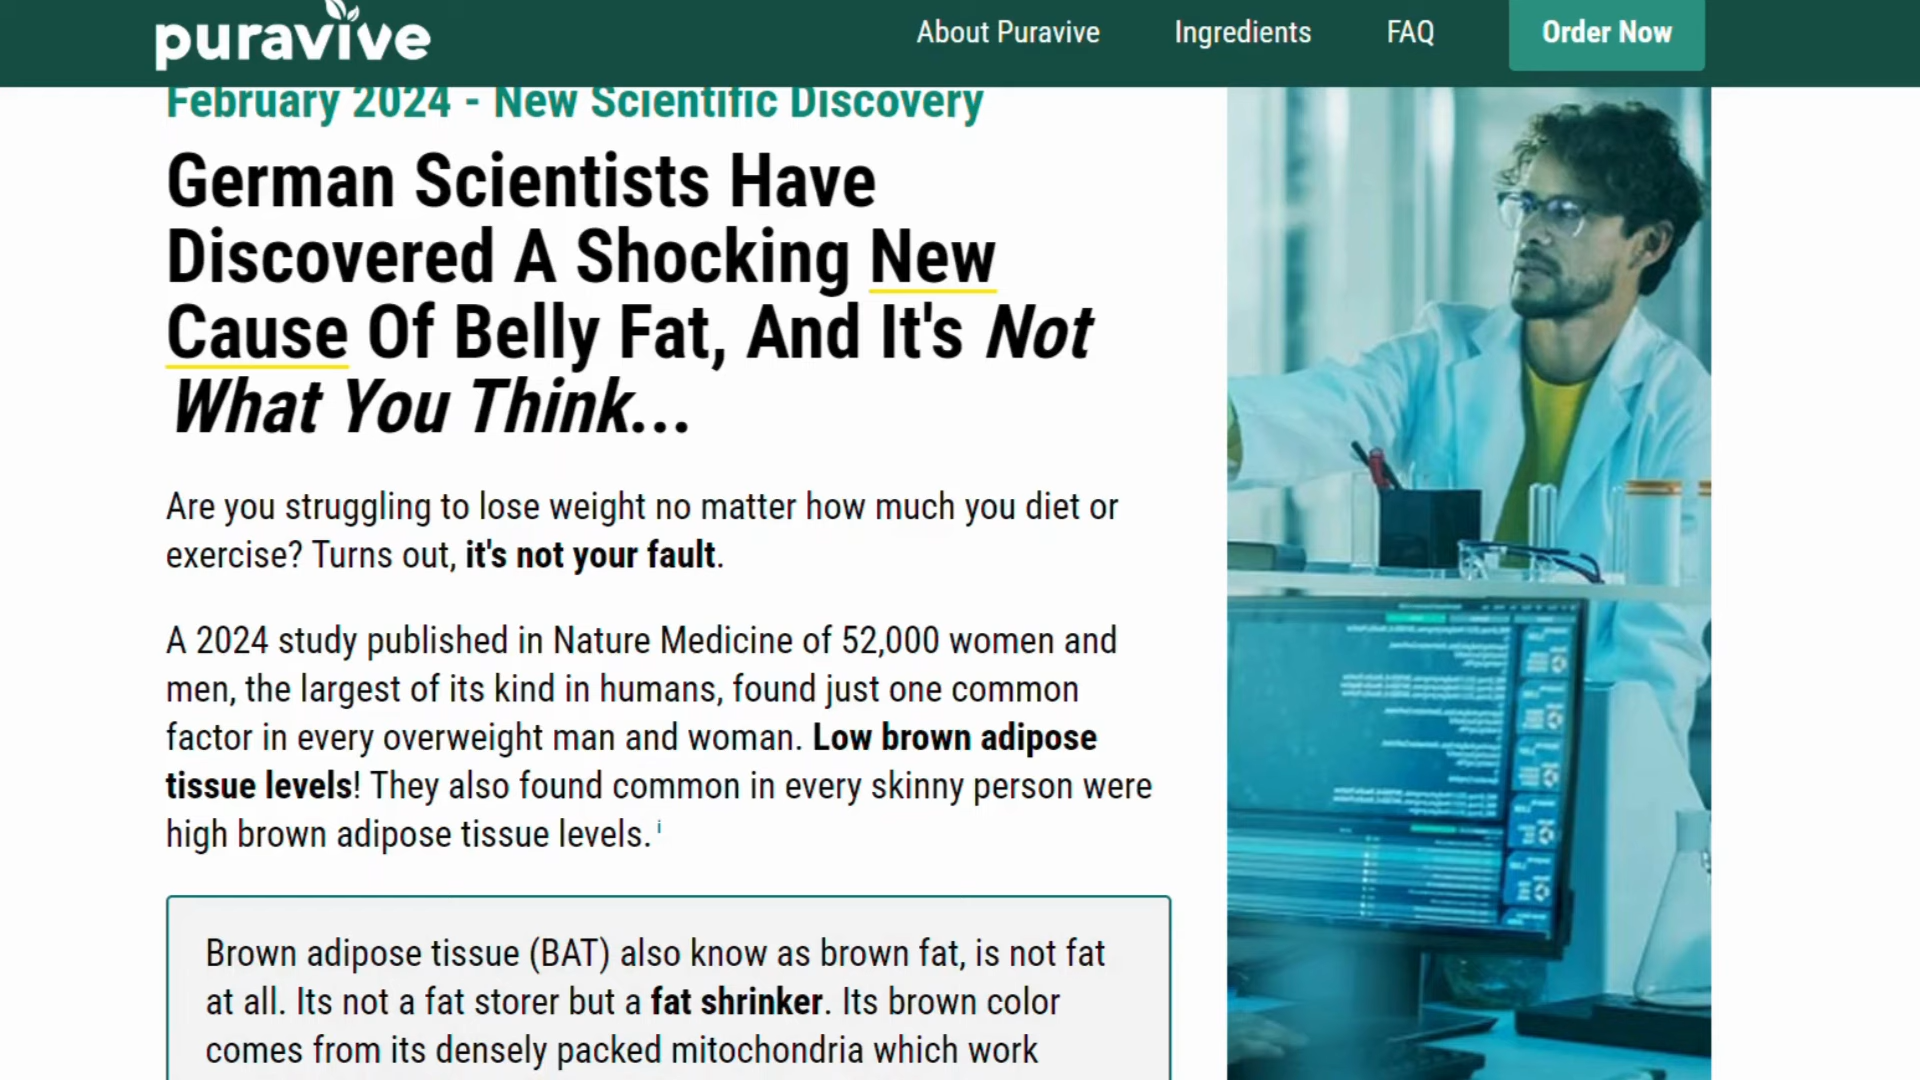 puravive
About Puravive
Ingredients
FAQ
Order Now
February 2024 - New Scientific Discovery
German Scientists Have
Discovered A Shocking New
Cause Of Belly Fat, And It's Not
What You Think...
Are you struggling to lose weight no matter how much you diet or
exercise? Turns out, it's not your fault.
A 2024 study published in Nature Medicine of 52,000 women and
men, the largest of its kind in humans, found just one common
factor in every overweight man and woman. Low brown adipose
tissue levels! They also found common in every skinny person were
high brown adipose tissue levels. i
Brown adipose tissue (BAT) also know as brown fat, is not fat
at all. Its not a fat storer but a fat shrinker. Its brown color
comes from its densely packed mitochondria which work